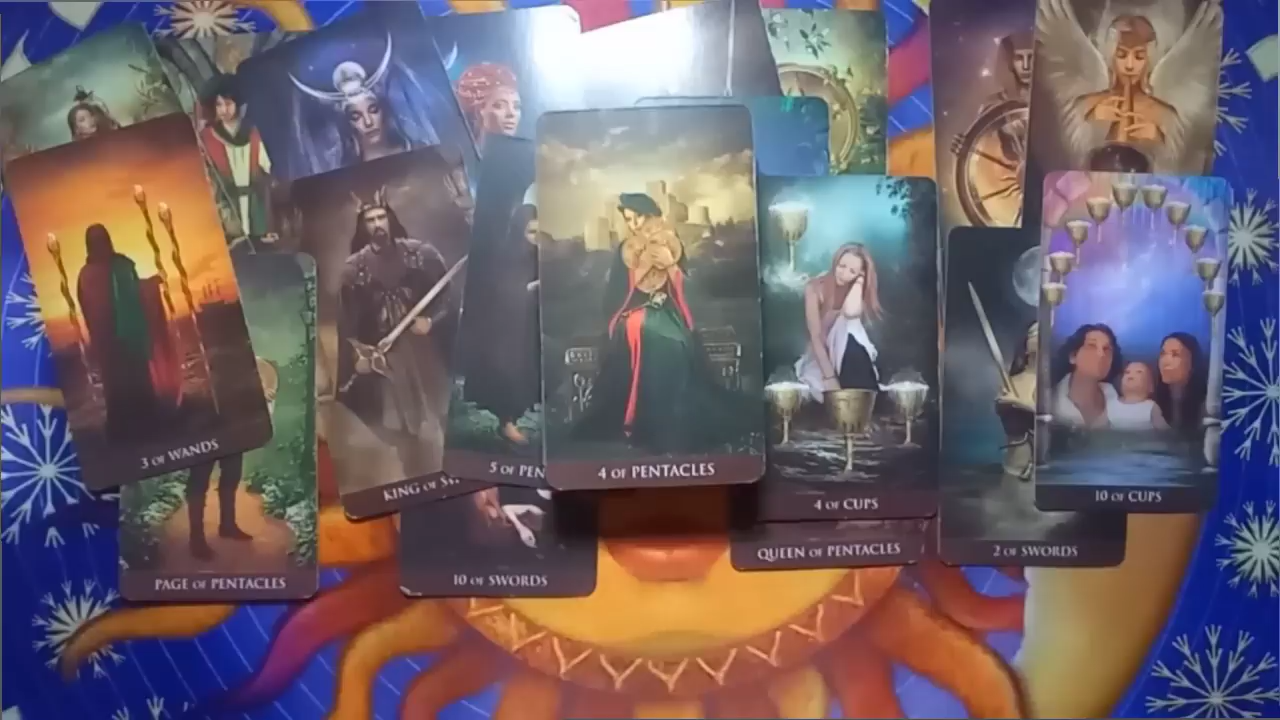 3 OF WANDS
KING OF
5 OF PEN
4 OF PENTACLES
4 OF CUPS
10 OF CUPS
QUEEN OF PENTACLES
2 OF SWORDS
PAGE OF PENTACLES
10 OF SWORDS